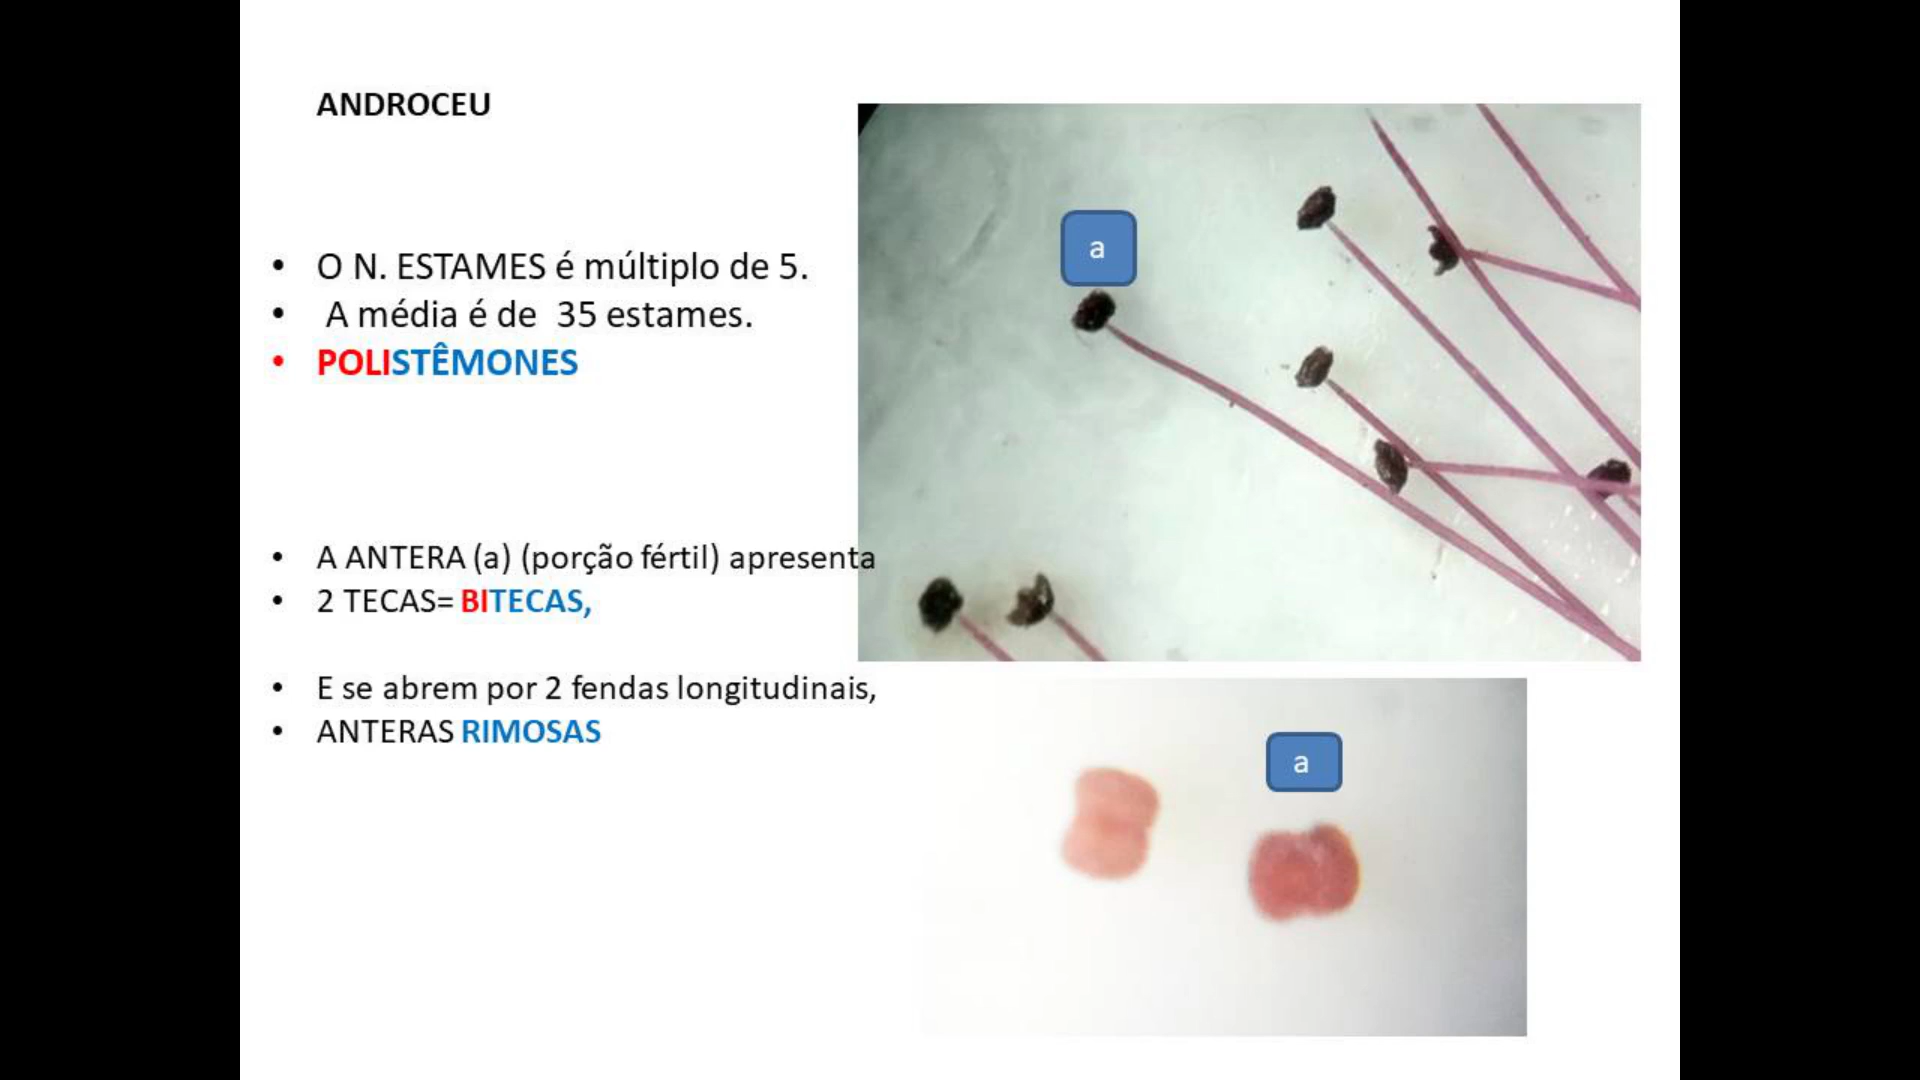 ANDROCEU
• O N. ESTAMES é múltiplo de 5.
• A média é de 35 estames.
• POLISTÊMONES
• A ANTERA (a) (porção fértil) apresenta
• 2 TECAS= BITECAS,
• E se abrem por 2 fendas longitudinais,
• ANTERAS RIMOSAS
a
a